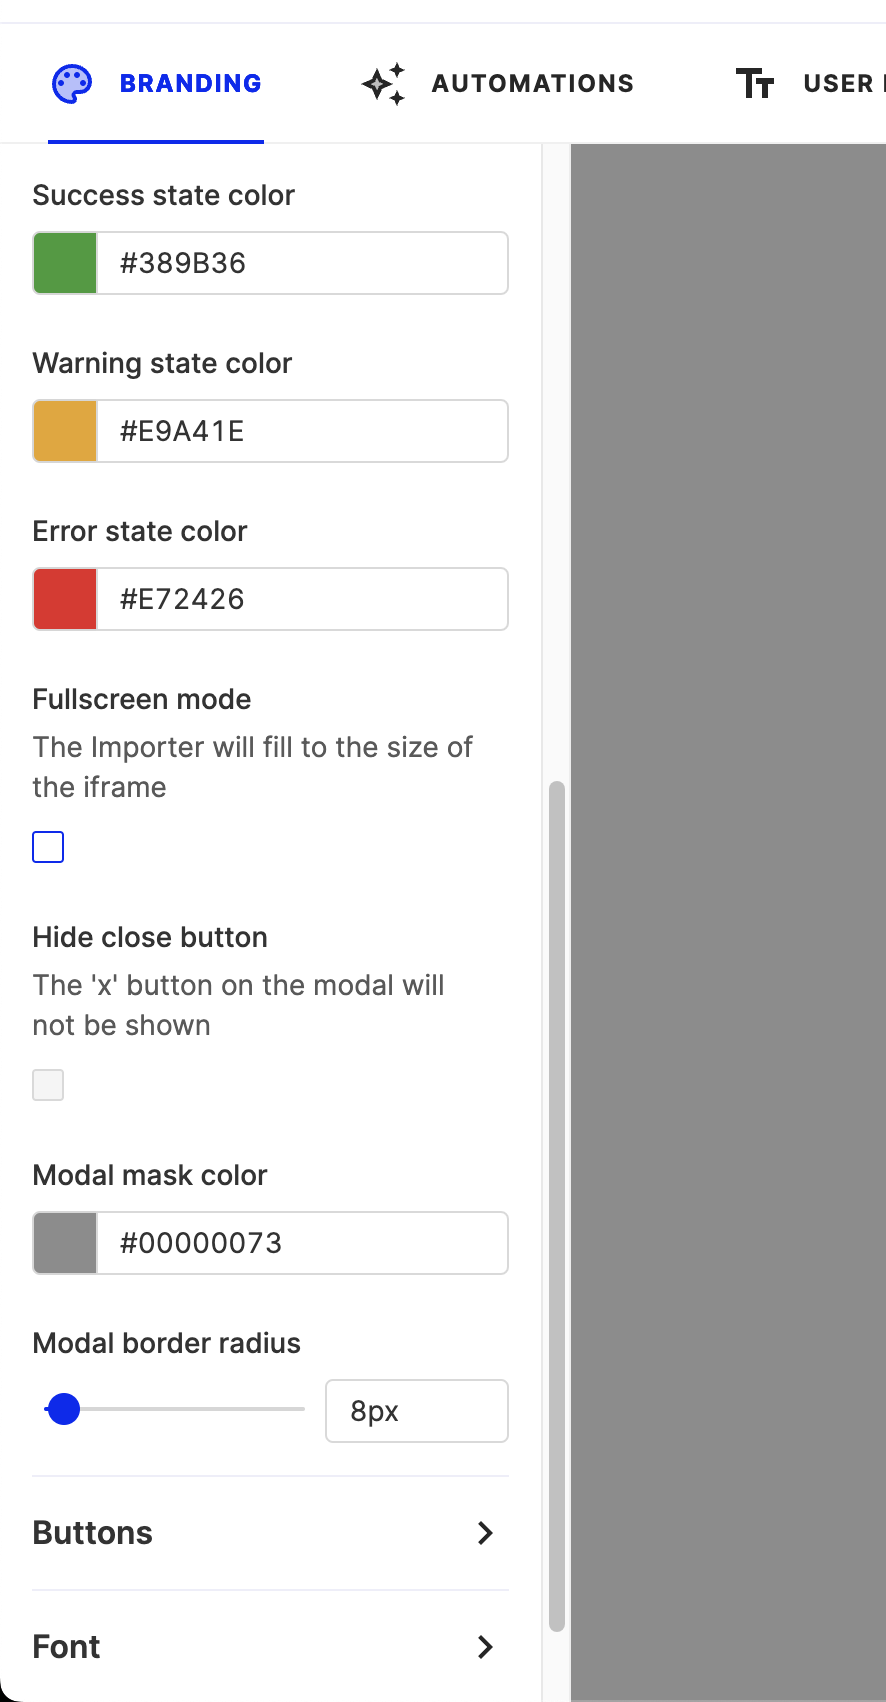 BRANDING
AUTOMATIONS
USER
Success state color
#389B36
Warning state color
#E9A41E
Error state color
#E72426
Fullscreen mode
The Importer will fill to the size of
the iframe
Hide close button
The 'x' button on the modal will
not be shown
Modal mask color
#00000073
Modal border radius
8px
Buttons
Font